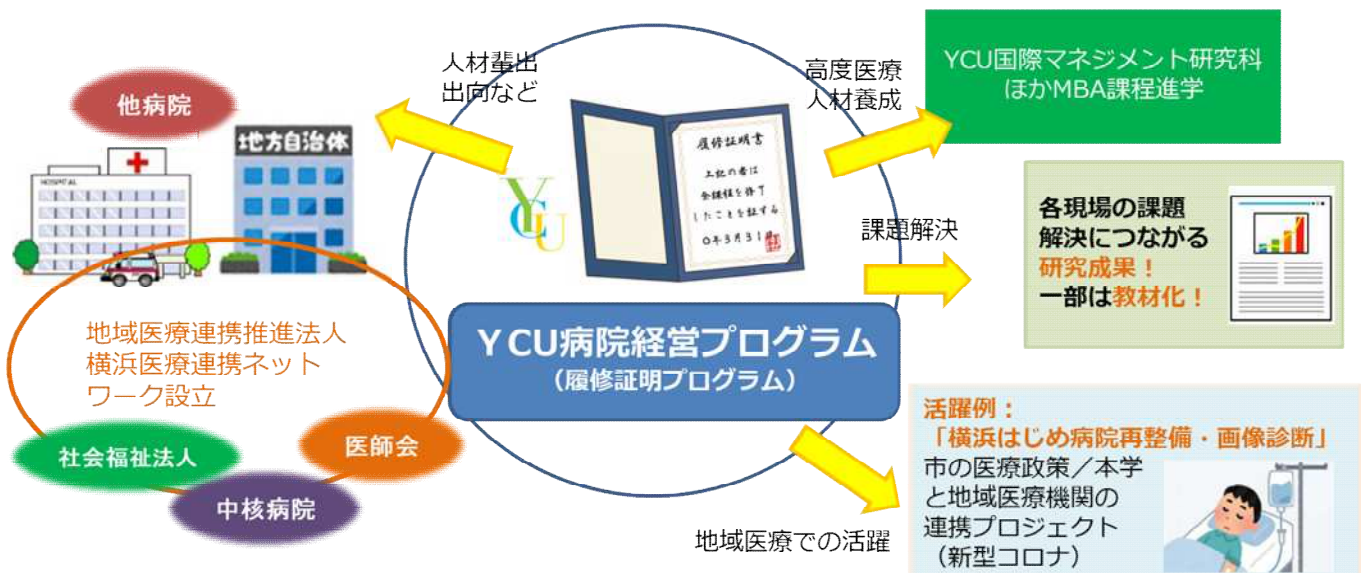 人材輩出
出向など
高度医療
人材養成
YCU国際マネジメント研究科
ほかMBA課程進学
他病院
地方自治体
HOSPITAL
履修証明書
上記の者は
全課程を修了
したことを証する
0年3月31日
YCU
課題解決
各現場の課題
解決につながる
研究成果!
一部は教材化!
地域医療連携推進法人
横浜医療連携ネット
ワーク設立
ＹCU病院経営プログラム
(履修証明プログラム)
社会福祉法人
医師会
中核病院
活躍例:
「横浜はじめ病院再整備・画像診断」
市の医療政策／本学
と地域医療機関の
連携プロジェクト
(新型コロナ)
地域医療での活躍